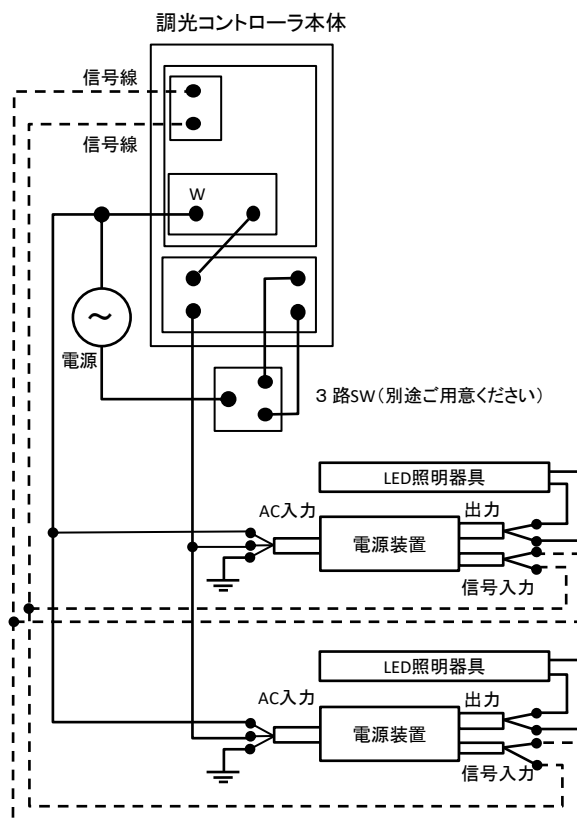 調光コントローラ本体
信号線
信号線
W
～
電源
３路SW(別途ご用意ください)
LED照明器具
AC入力
出力
電源装置
信号入力
LED照明器具
AC入力
出力
電源装置
信号入力